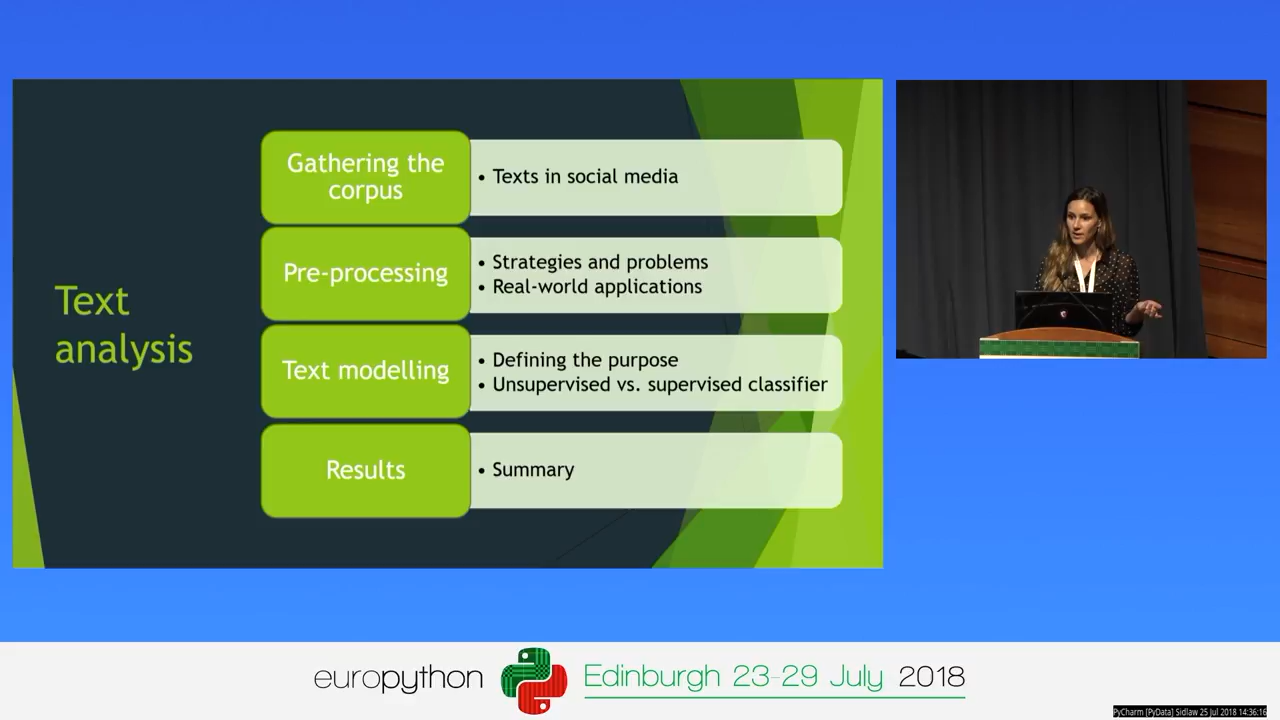 Text
analysis
Gathering the
corpus
• Texts in social media
Pre-processing
• Strategies and problems
• Real-world applications
Text modelling
• Defining the purpose
• Unsupervised vs. supervised classifier
Results
• Summary
europython
Edinburgh 23-29 July 2018
PyCharm [PyData] Sidlaw 25 Jul 2018 14:36:16